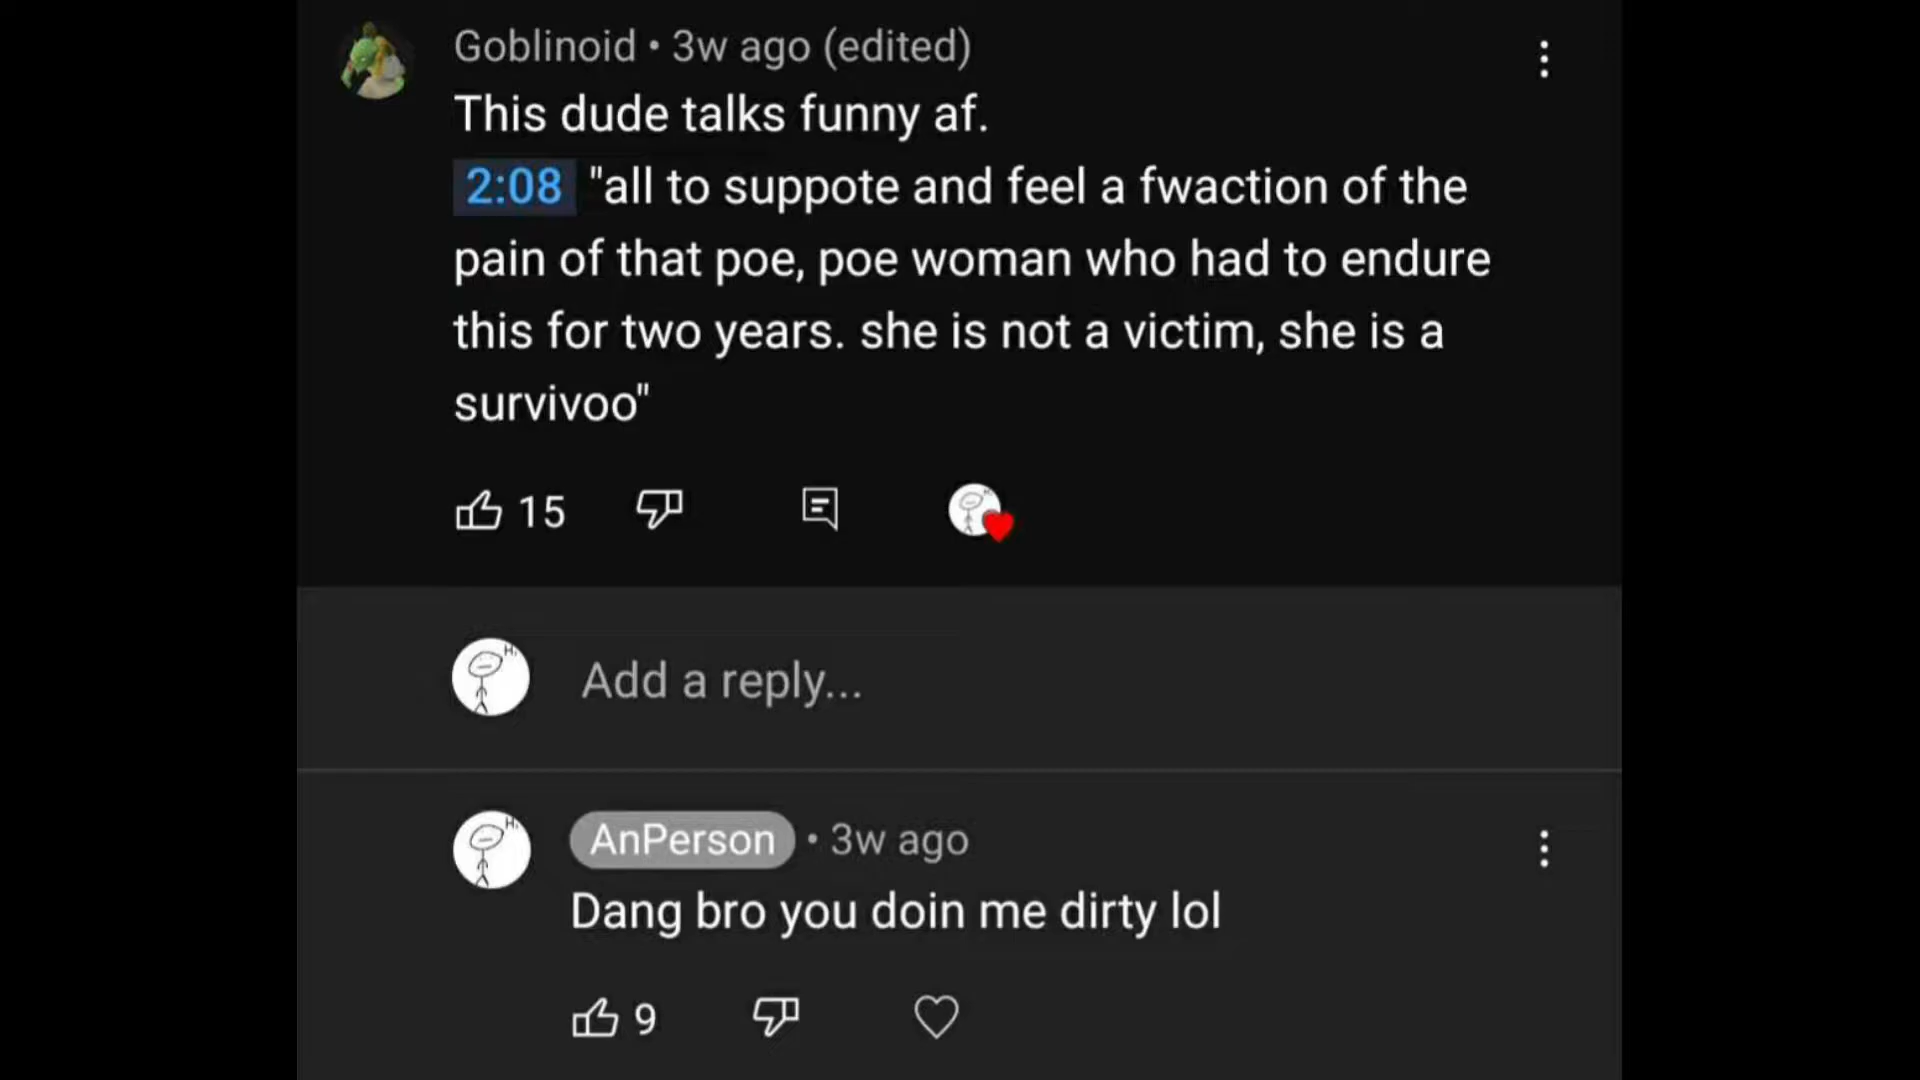 Goblinoid • 3w ago (edited)
This dude talks funny af.
2:08 "all to suppote and feel a fwaction of the
pain of that poe, poe woman who had to endure
this for two years. she is not a victim, she is a
survivoo"
15
Hi
Add a reply...
Hi
AnPerson • 3w ago
Dang bro you doin me dirty lol
9